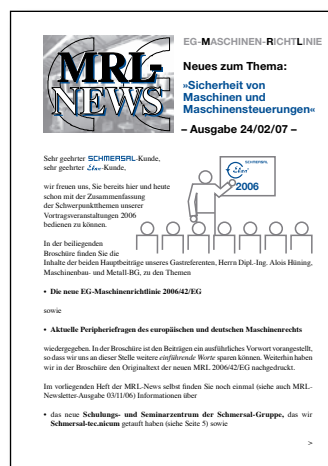 MRL-
NEWS
EG-MASCHINEN-RICHTLINIE
Neues zum Thema:
»Sicherheit von
Maschinen und
Maschinensteuerungen«
– Ausgabe 24/02/07 –
Sehr geehrter SCHMERSAL-Kunde,
sehr geehrter Elan-Kunde,
wir freuen uns, Sie bereits hier und heute
schon mit der Zusammenfassung
der Schwerpunktthemen unserer
Vortragsveranstaltungen 2006
bedienen zu können.
SCHMERSAL
Elan
2006
In der beiliegenden
Broschüre finden Sie die
Inhalte der beiden Hauptbeiträge unseres Gastreferenten, Herrn Dipl.-Ing. Alois Hüning,
Maschinenbau- und Metall-BG, zu den Themen
• Die neue EG-Maschinenrichtlinie 2006/42/EG
sowie
• Aktuelle Peripheriefragen des europäischen und deutschen Maschinenrechts
wiedergegeben. In der Broschüre ist den Beiträgen ein ausführliches Vorwort vorangestellt,
so dass wir uns an dieser Stelle weitere einführende Worte sparen können. Weiterhin haben
wir in der Broschüre den Originaltext der neuen MRL 2006/42/EG nachgedruckt.
Im vorliegenden Heft der MRL-News selbst finden Sie noch einmal (siehe auch MRL-
Newsletter-Ausgabe 03/11/06) Informationen über
• das neue Schulungs- und Seminarzentrum der Schmersal-Gruppe, das wir
Schmersal-tec.nicum getauft haben (siehe Seite 5) sowie
>